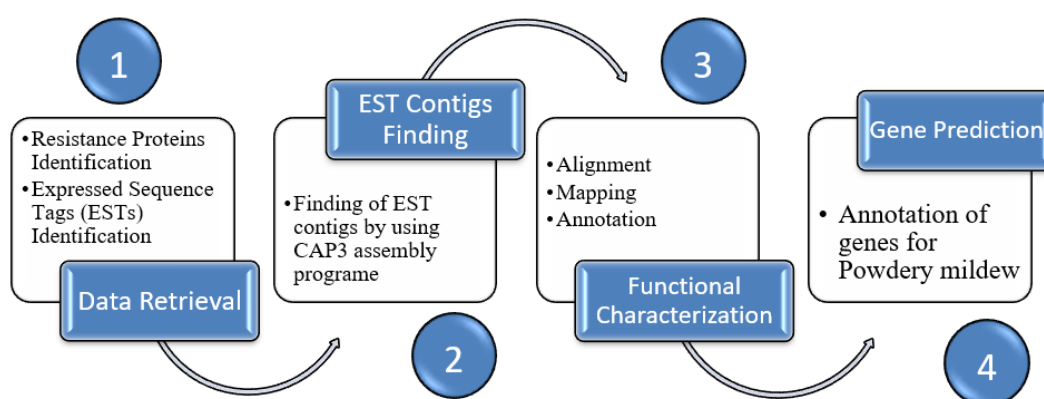 1
•Resistance Proteins
Identification
•Expressed Sequence
Tags (ESTs)
Identification
Data Retrieval
EST Contigs
Finding
•Finding of EST
contigs by using
CAP3 assembly
programe
2
3
•Alignment
•Mapping
•Annotation
Functional
Characterization
Gene Prediction
• Annotation of
genes for
Powdery mildew
4